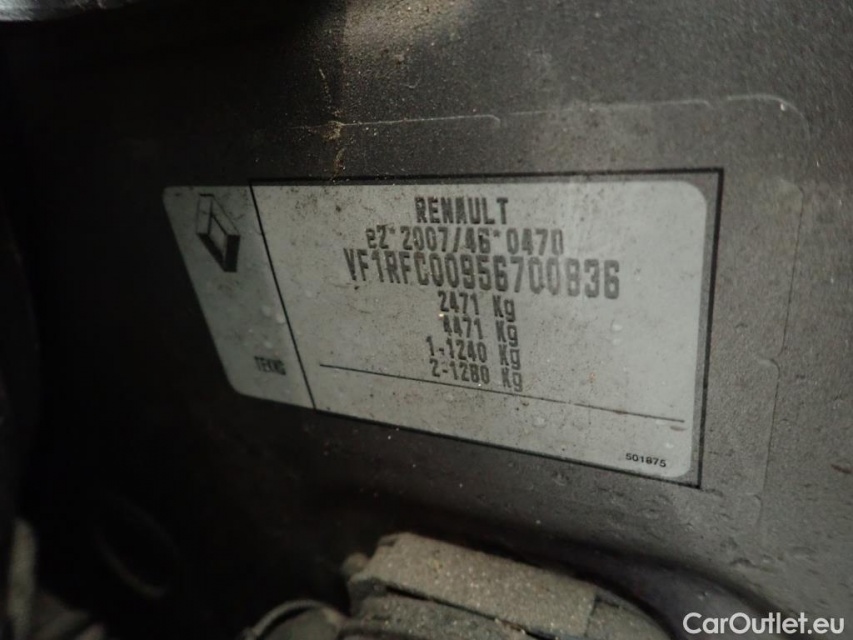 RENAULT
e2*2007/46*0470
VF1RFC00956700836
2471 Kg
4471 Kg
1-1240 Kg
2-1280 Kg
TEKNS
501875
CarOutlet.eu